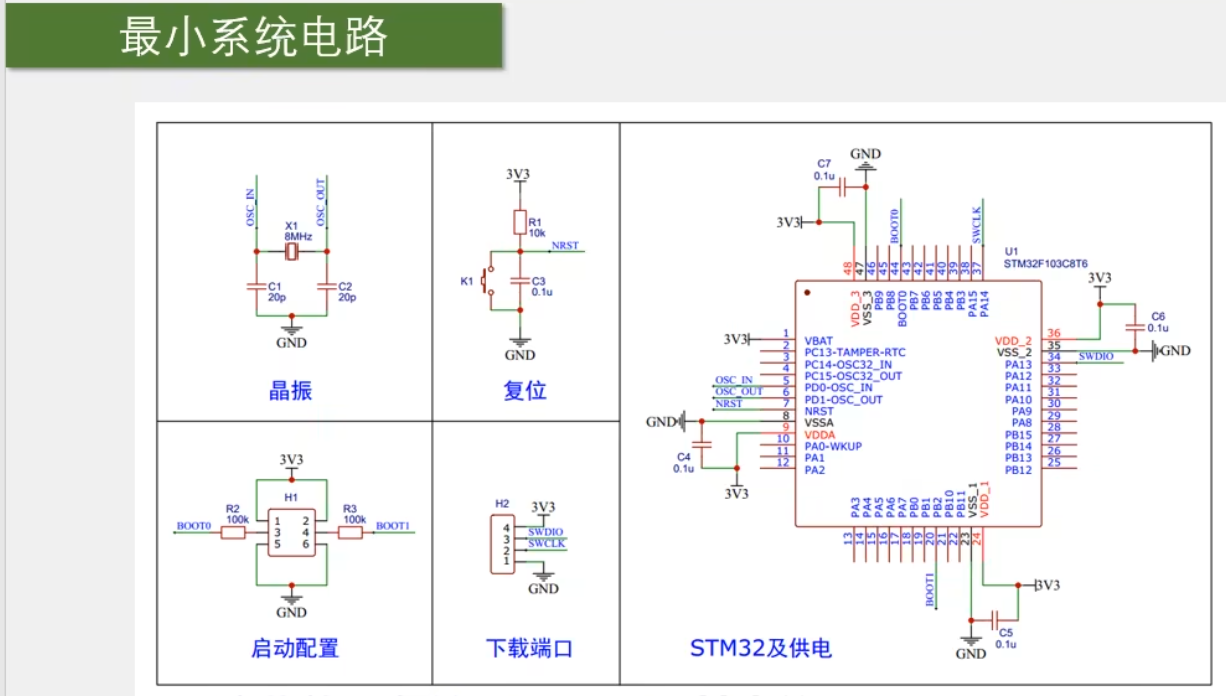 最小系统电路
OSC_IN
OSC_OUT
X1
8MHz
C1
20p
C2
20p
GND
晶振
3V3
R1
10k
NRST
K1
C3
0.1u
GND
复位
3V3
H1
R2
100k
R3
100k
BOOT0
BOOT1
1 2
3 4
5 6
GND
启动配置
H2
3V3
4
3 SWDIO
2 SWCLK
1
GND
下载端口
C7
0.1u
GND
3V3
BOOT0
SWCLK
U1
STM32F103C8T6
48 47 46 45 44 43 42 41 40 39 38 37
VDD_3
VSS_3
PB9
PB8
BOOT0
PB7
PB6
PB5
PB4
PB3
PA15
PA14
3V3
C6
0.1u
GND
3V3
1 VBAT
2 PC13-TAMPER-RTC
3 PC14-OSC32_IN
4 PC15-OSC32_OUT
OSC_IN 5 PD0-OSC_IN
OSC_OUT 6 PD1-OSC_OUT
NRST 7 NRST
GND 8 VSSA
9 VDDA
10 PA0-WKUP
11 PA1
12 PA2
C4
0.1u
3V3
VDD_2 36
VSS_2 35
PA13 34 SWDIO
PA12 33
PA11 32
PA10 31
PA9 30
PA8 29
PB15 28
PB14 27
PB13 26
PB12 25
PA3
PA4
PA5
PA6
PA7
PB0
PB1
PB2
PB10
PB11
VSS_1
VDD_1
13 14 15 16 17 18 19 20 21 22 23 24
BOOT1
3V3
C5
0.1u
GND
STM32及供电